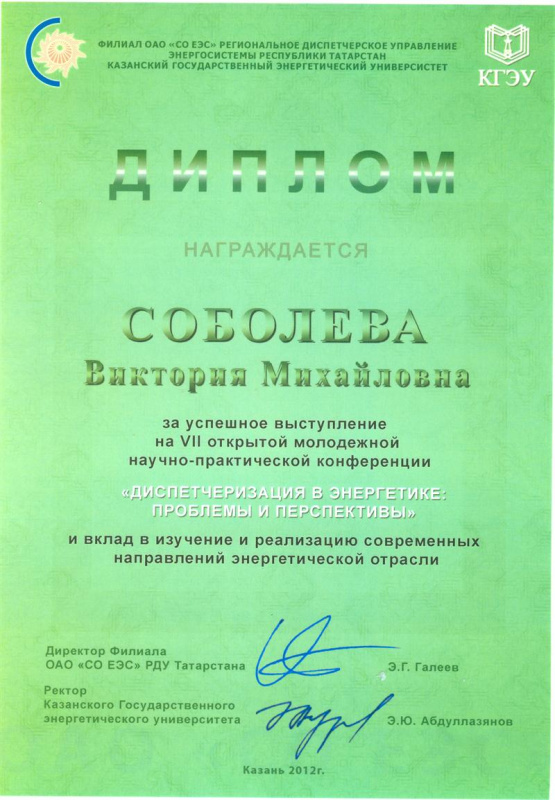 ФИЛИАЛ ОАО «СО ЕЭС» РЕГИОНАЛЬНОЕ ДИСПЕТЧЕРСКОЕ УПРАВЛЕНИЕ
ЭНЕРГОСИСТЕМЫ РЕСПУБЛИКИ ТАТАРСТАН
КАЗАНСКИЙ ГОСУДАРСТВЕННЫЙ ЭНЕРГЕТИЧЕСКИЙ УНИВЕРСТЕТ
КГЭУ
ДИПЛОМ
НАГРАЖДАЕТСЯ
СОБОЛЕВА
Виктория Михайловна
за успешное выступление
на VII открытой молодежной
научно-практической конференции
«ДИСПЕТЧЕРИЗАЦИЯ В ЭНЕРГЕТИКЕ:
ПРОБЛЕМЫ И ПЕРСПЕКТИВЫ»
и вклад в изучение и реализацию современных
направлений энергетической отрасли
Директор Филиала
ОАО «СО ЕЭС» РДУ Татарстана
Э.Г. Галеев
Ректор
Казанского Государственного
энергетического университета
Э.Ю. Абдуллазянов
Казань 2012г.